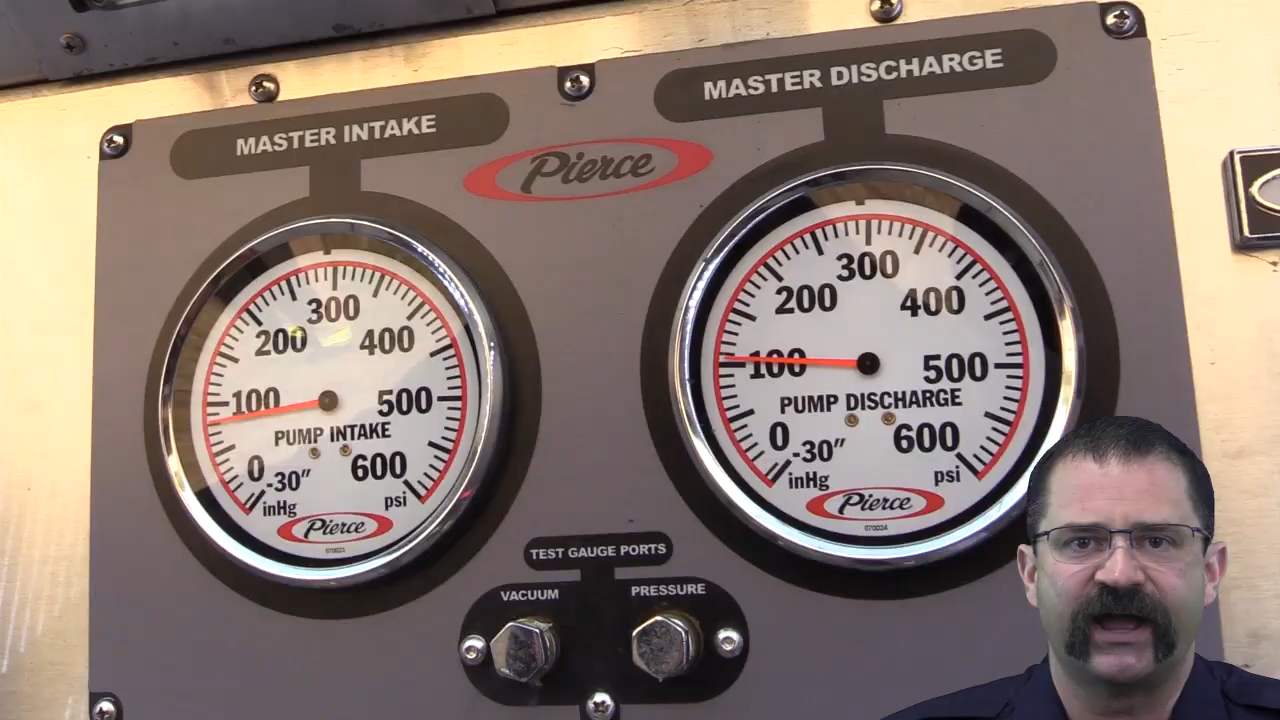 MASTER INTAKE
Pierce
MASTER DISCHARGE
300
200
400
100
500
PUMP INTAKE
0
-30"
600
inHg
psi
Pierce
300
200
400
100
500
PUMP DISCHARGE
0
-30"
600
inHg
psi
Pierce
TEST GAUGE PORTS
VACUUM
PRESSURE